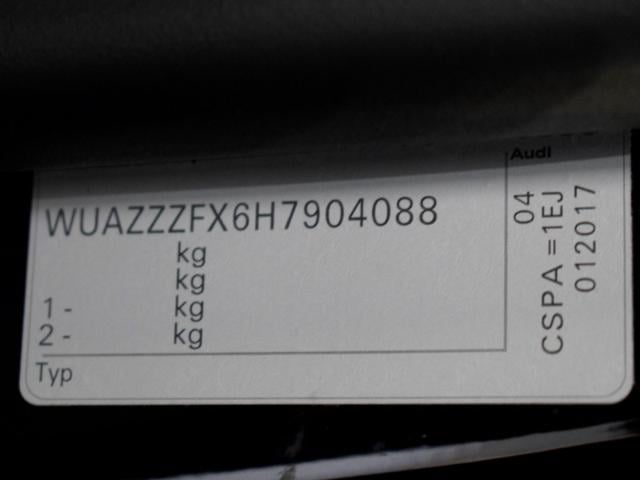 Audi
WUAZZZFX6H7904088
kg
kg
1 - kg
2 - kg
Typ
04
CSPA =1EJ
012017